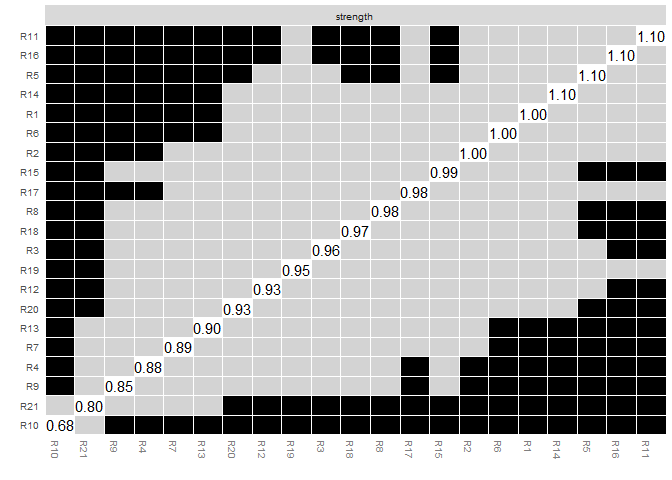 strength
R11 1.10
R16 1.10
R5 1.10
R14 1.10
R1 1.00
R6 1.00
R2 1.00
R15 0.99
R17 0.98
R8 0.98
R18 0.97
R3 0.96
R19 0.95
R12 0.93
R20 0.93
R13 0.90
R7 0.89
R4 0.88
R9 0.85
R21 0.80
R10 0.68
R10 R21 R9 R4 R7 R13 R20 R12 R19 R3 R18 R8 R17 R15 R2 R6 R1 R14 R5 R16 R11